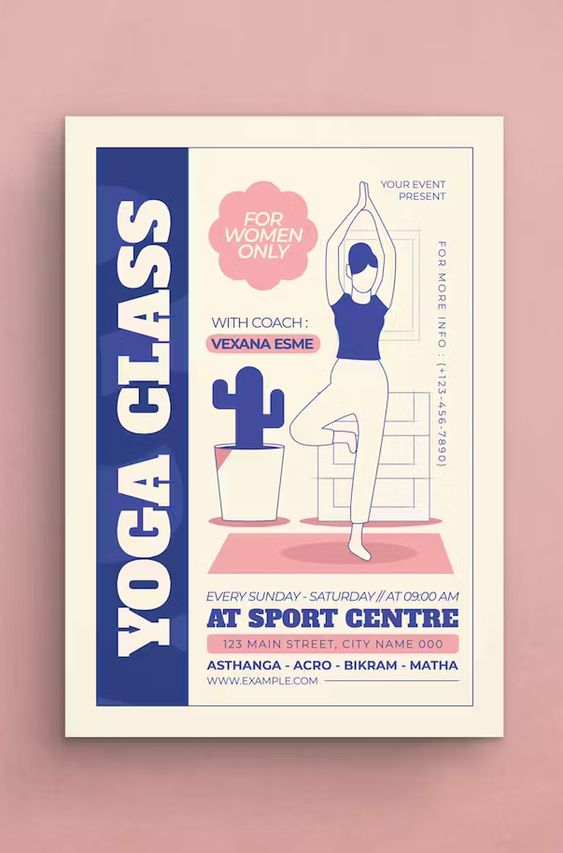 YOGA CLASS
FOR
WOMEN
ONLY
YOUR EVENT
PRESENT
FOR MORE INFO : (+123-456-7890)
WITH COACH :
VEXANA ESME
EVERY SUNDAY - SATURDAY // AT 09:00 AM
AT SPORT CENTRE
123 MAIN STREET, CITY NAME 000
ASTHANGA - ACRO - BIKRAM - MATHA
WWW.EXAMPLE.COM